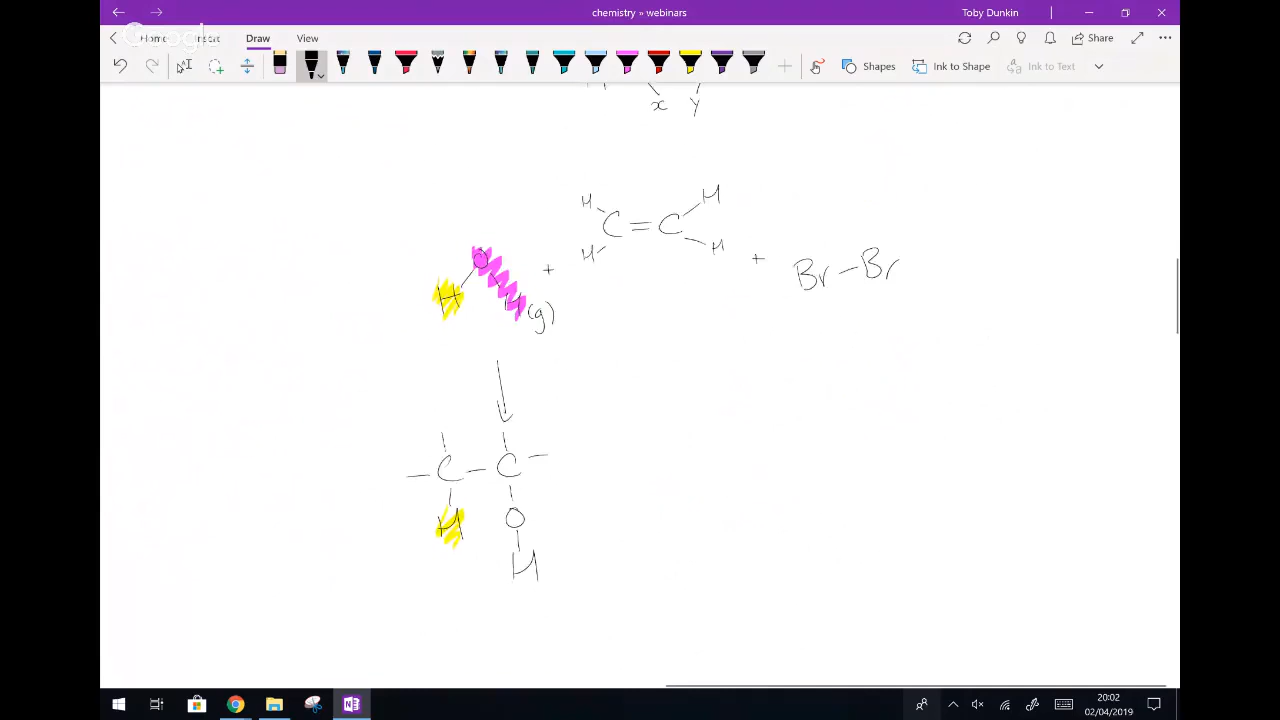 chemistry » webinars
Toby Dunkin
Google
Home Insert Draw View
Share
Shapes
Ink to Shape
Ink to Text
H
x y
H H
C = C
H H
O
+
+
Br - Br
H H (g)
- C - C -
H O
H
20:02
02/04/2019